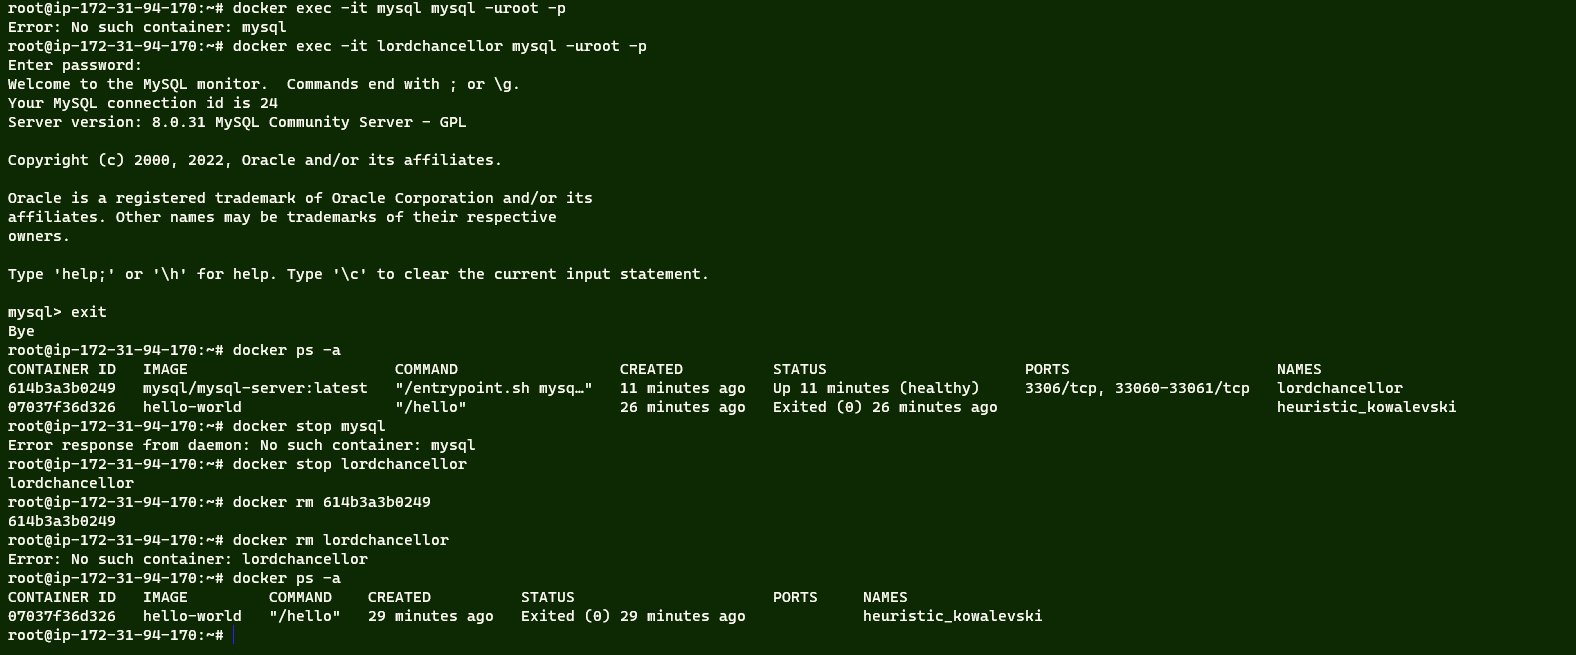 root@ip-172-31-94-170:~# docker exec -it mysql mysql -uroot -p
Error: No such container: mysql
root@ip-172-31-94-170:~# docker exec -it lordchancellor mysql -uroot -p
Enter password:
Welcome to the MySQL monitor.  Commands end with ; or \g.
Your MySQL connection id is 24
Server version: 8.0.31 MySQL Community Server - GPL

Copyright (c) 2000, 2022, Oracle and/or its affiliates.

Oracle is a registered trademark of Oracle Corporation and/or its
affiliates. Other names may be trademarks of their respective
owners.

Type 'help;' or '\h' for help. Type '\c' to clear the current input statement.

mysql> exit
Bye
root@ip-172-31-94-170:~# docker ps -a
CONTAINER ID   IMAGE                       COMMAND                  CREATED          STATUS                      PORTS                       NAMES
614b3a3b0249   mysql/mysql-server:latest   "/entrypoint.sh mysq…"   11 minutes ago   Up 11 minutes (healthy)     3306/tcp, 33060-33061/tcp   lordchancellor
07037f36d326   hello-world                 "/hello"                 26 minutes ago   Exited (0) 26 minutes ago                               heuristic_kowalevski
root@ip-172-31-94-170:~# docker stop mysql
Error response from daemon: No such container: mysql
root@ip-172-31-94-170:~# docker stop lordchancellor
lordchancellor
root@ip-172-31-94-170:~# docker rm 614b3a3b0249
614b3a3b0249
root@ip-172-31-94-170:~# docker rm lordchancellor
Error: No such container: lordchancellor
root@ip-172-31-94-170:~# docker ps -a
CONTAINER ID   IMAGE         COMMAND    CREATED          STATUS                      PORTS     NAMES
07037f36d326   hello-world   "/hello"   29 minutes ago   Exited (0) 29 minutes ago             heuristic_kowalevski
root@ip-172-31-94-170:~#